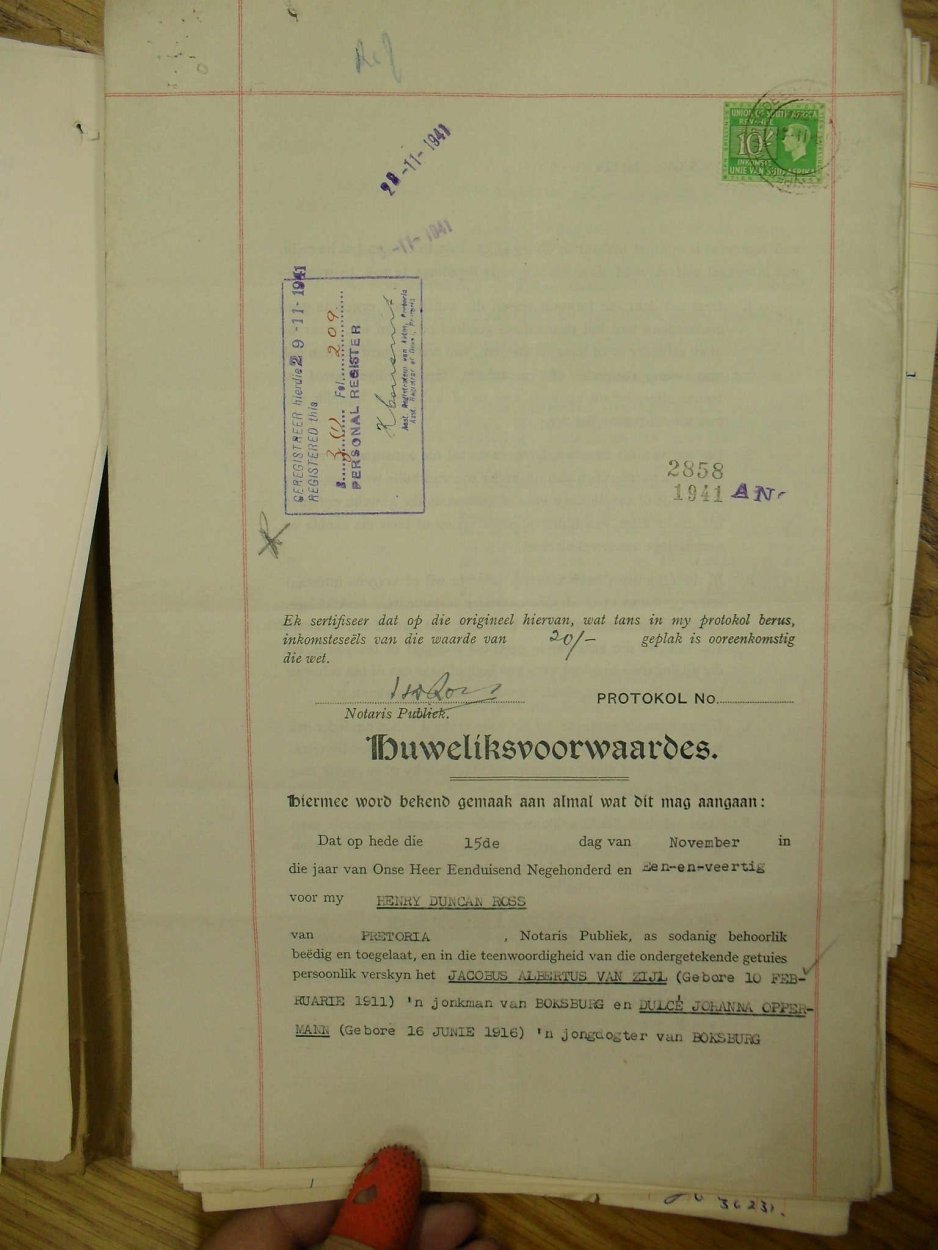 Ref
UNION OF SOUTH AFRICA
REVENUE
10/-
INKOMSTE
UNIE VAN SUID AFRIKA
28 -11- 1941
-11- 1941
GEREGISTREER hierdie 29 -11- 1941
REGISTERED this
Fol. 209
PERSONAL REGISTER
Asst. Registrateur van Aktes, Pretoria
Asst. Registrar of Deeds, Pretoria
2858
1941 AN.
Ek sertifiseer dat op die origineel hiervan, wat tans in my protokol berus,
inkomsteseëls van die waarde van 20/- geplak is ooreenkomstig
die wet.
PROTOKOL No.
Notaris Publiek.
Huweliksvoorwaardes.
Hiermee word bekend gemaak aan almal wat dit mag aangaan:
Dat op hede die 15de dag van November in
die jaar van Onse Heer Eenduisend Negehonderd en Een-en-veertig
voor my HENRY DUNCAN ROSS
van PRETORIA , Notaris Publiek, as sodanig behoorlik
beëdig en toegelaat, en in die teenwoordigheid van die ondergetekende getuies
persoonlik verskyn het JACOBUS ALBERTUS VAN ZIJL (Gebore 10 FEB-
RUARIE 1911) 'n jonkman van BOKSBURG en DULCÉ JOHANNA OPPER-
MANN (Gebore 16 JUNIE 1916) 'n jongdogter van BOKSBURG
36231.